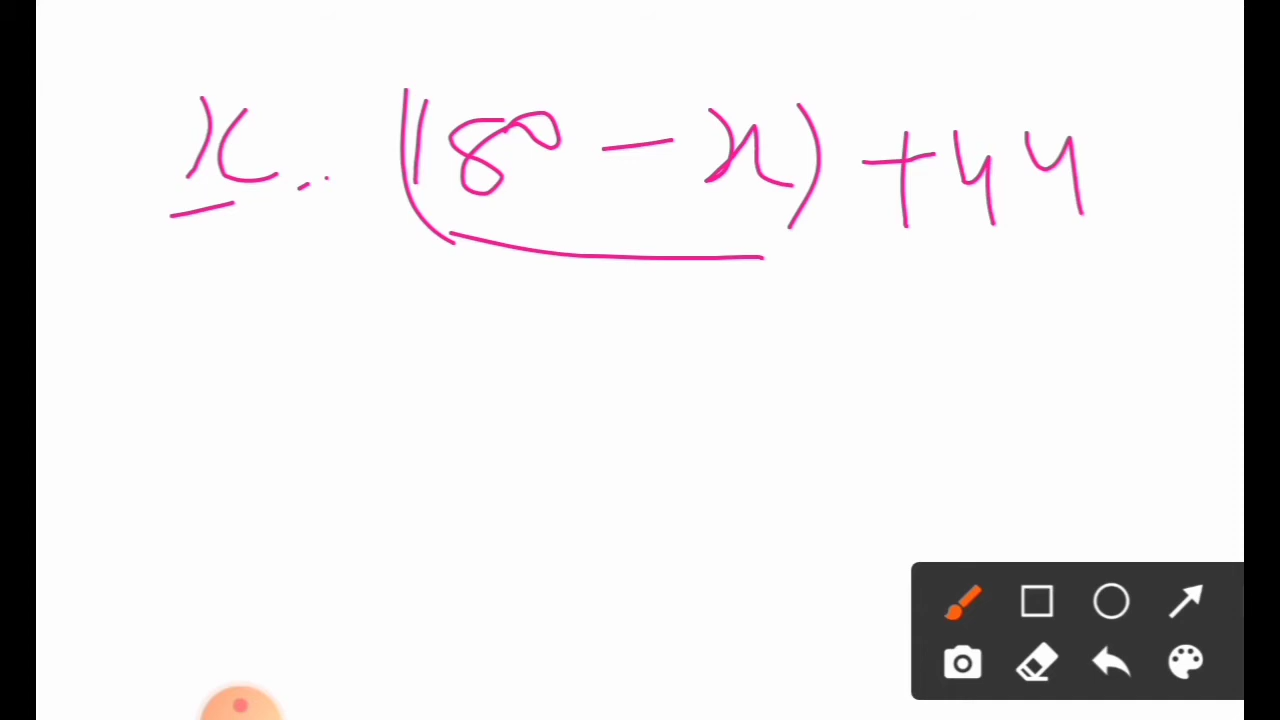 x .. (180 - x) + 44